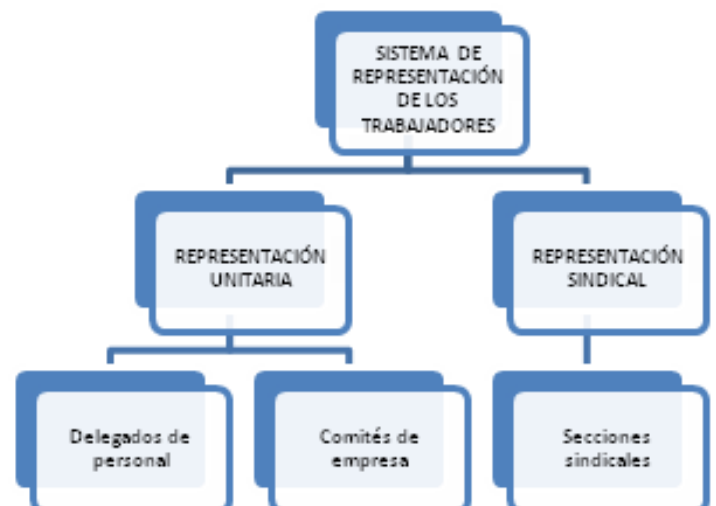 SISTEMA DE
REPRESENTACIÓN
DE LOS
TRABAJADORES
REPRESENTACIÓN
UNITARIA
REPRESENTACIÓN
SINDICAL
Delegados de
personal
Comités de
empresa
Secciones
sindicales